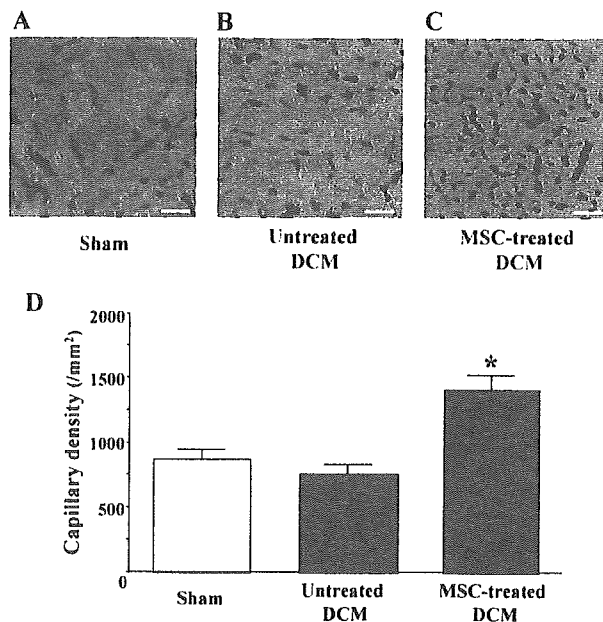 A
B
C
Sham
Untreated
DCM
MSC-treated
DCM
D
Capillary density (/mm²)
2000
1500
1000
500
0
*
Sham
Untreated
DCM
MSC-treated
DCM